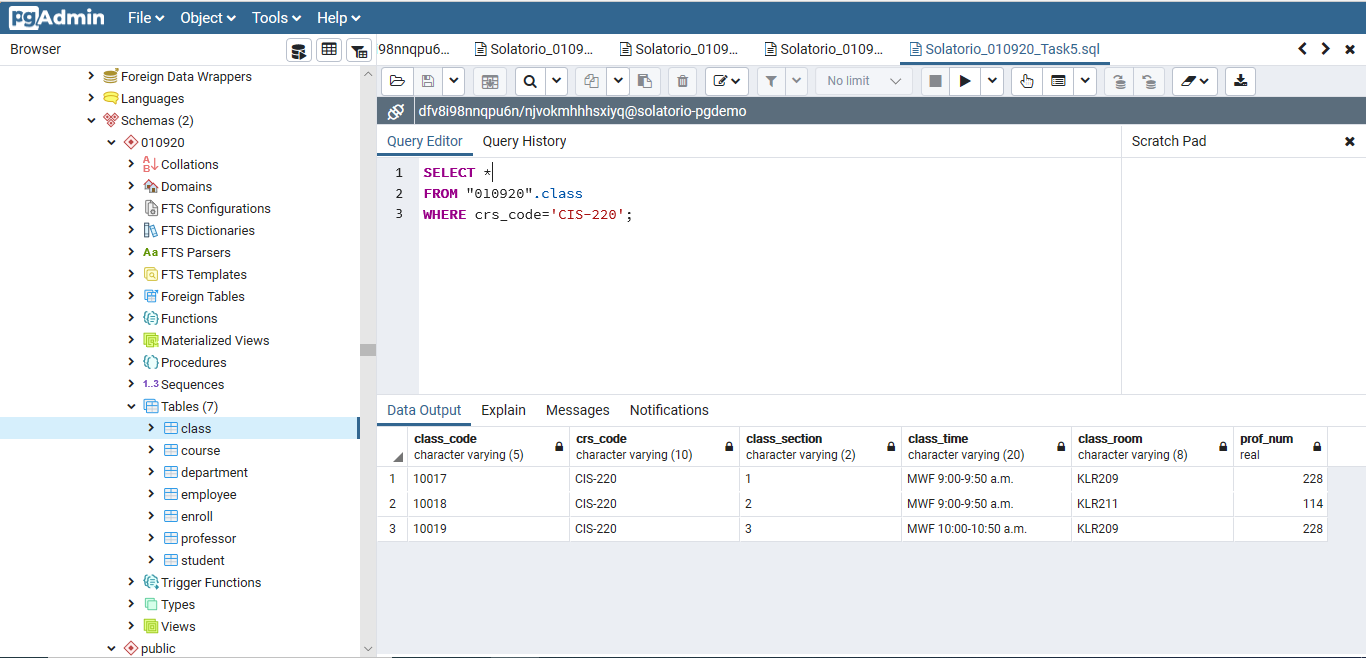 pgAdmin File Object Tools Help
Browser
98nnqpu6... Solatorio_0109... Solatorio_0109... Solatorio_0109... Solatorio_010920_Task5.sql
No limit
dfv8i98nnqpu6n/njvokmhhhsxiyq@solatorio-pgdemo
Query Editor Query History
Scratch Pad
1 SELECT *
2 FROM "010920".class
3 WHERE crs_code='CIS-220';
Foreign Data Wrappers
Languages
Schemas (2)
010920
Collations
Domains
FTS Configurations
FTS Dictionaries
Aa FTS Parsers
FTS Templates
Foreign Tables
Functions
Materialized Views
Procedures
1..3 Sequences
Tables (7)
class
course
department
employee
enroll
professor
student
Trigger Functions
Types
Views
public
Data Output Explain Messages Notifications
class_code crs_code class_section class_time class_room prof_num
character varying (5) character varying (10) character varying (2) character varying (20) character varying (8) real
1 10017 CIS-220 1 MWF 9:00-9:50 a.m. KLR209 228
2 10018 CIS-220 2 MWF 9:00-9:50 a.m. KLR211 114
3 10019 CIS-220 3 MWF 10:00-10:50 a.m. KLR209 228